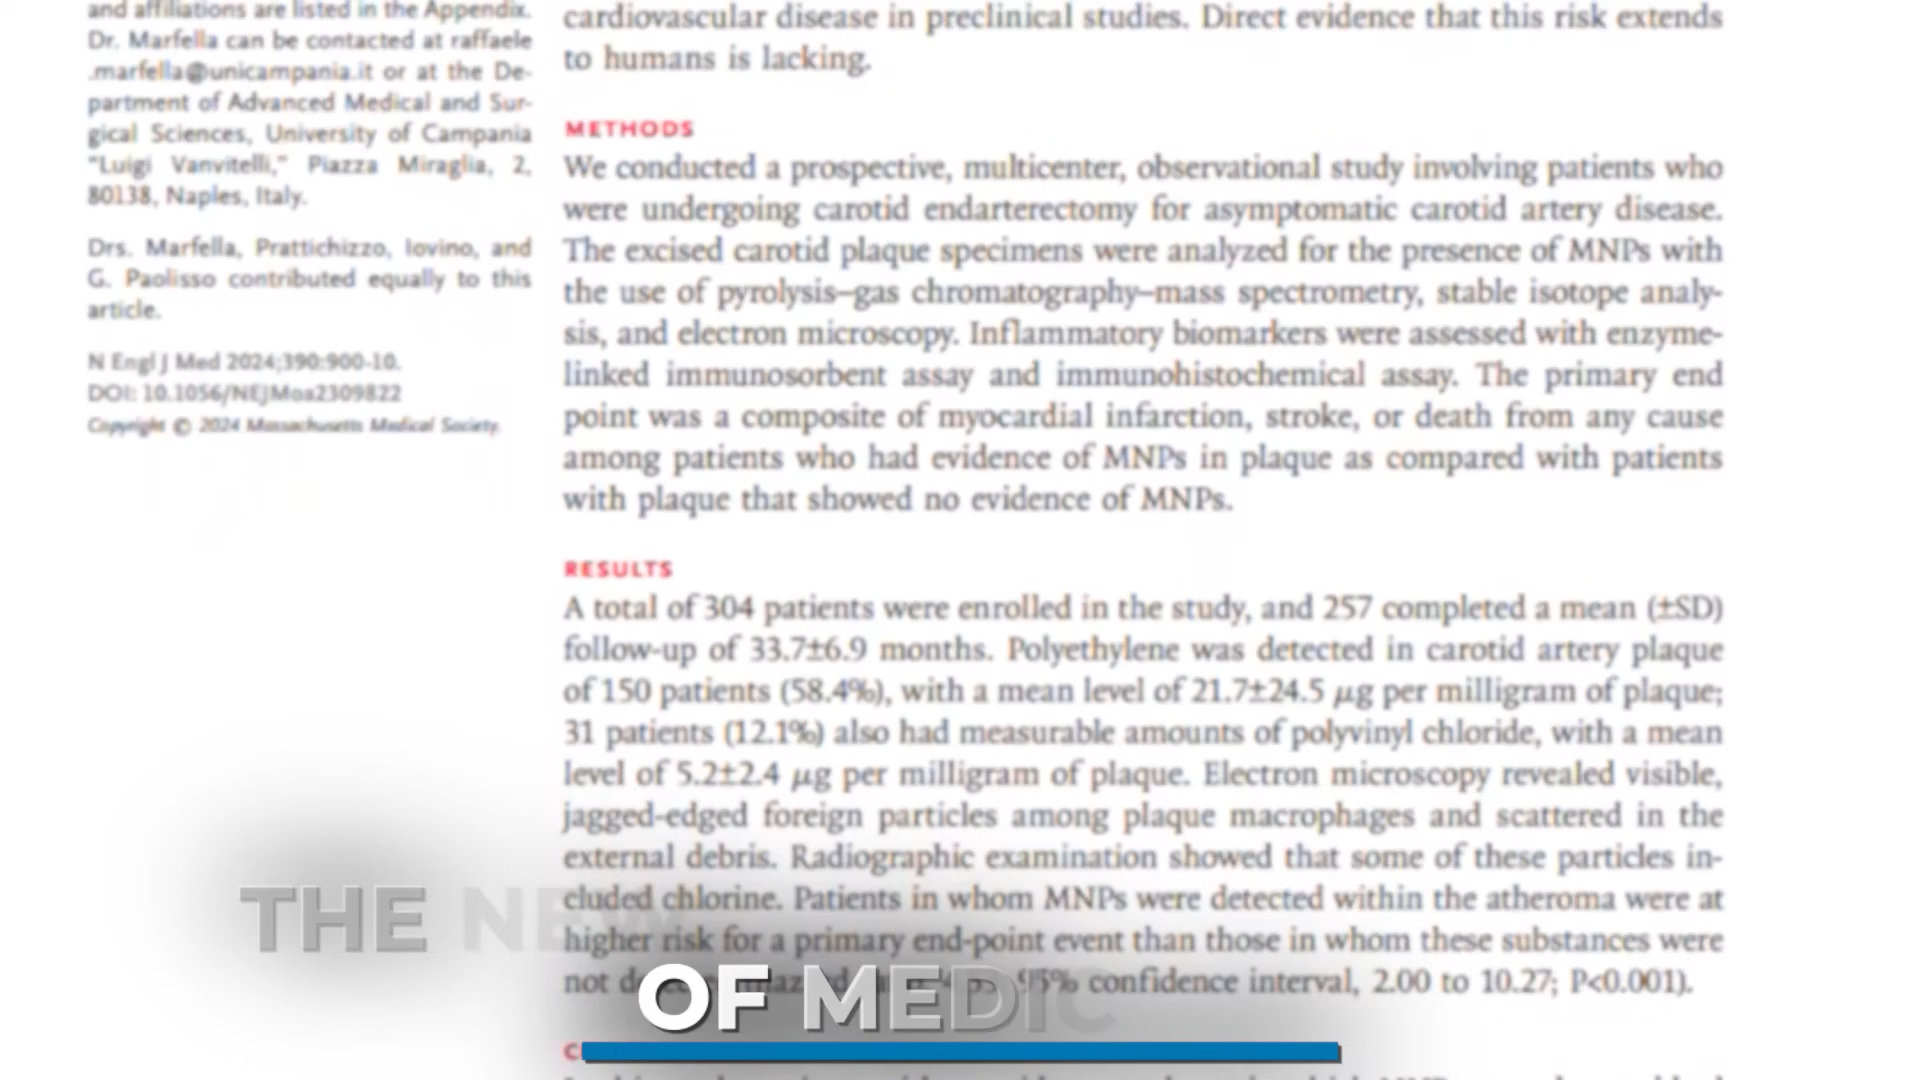 and affiliations are listed in the Appendix.
Dr. Marfella can be contacted at raffaele
.marfella@unicampania.it or at the De-
partment of Advanced Medical and Sur-
gical Sciences, University of Campania
“Luigi Vanvitelli,” Piazza Miraglia, 2,
80138, Naples, Italy.
Drs. Marfella, Prattichizzo, Iovino, and
G. Paolisso contributed equally to this
article.
N Engl J Med 2024;390:900-10.
DOI: 10.1056/NEJMoa2309822
Copyright © 2024 Massachusetts Medical Society.
cardiovascular disease in preclinical studies. Direct evidence that this risk extends
to humans is lacking.
METHODS
We conducted a prospective, multicenter, observational study involving patients who
were undergoing carotid endarterectomy for asymptomatic carotid artery disease.
The excised carotid plaque specimens were analyzed for the presence of MNPs with
the use of pyrolysis–gas chromatography–mass spectrometry, stable isotope analy-
sis, and electron microscopy. Inflammatory biomarkers were assessed with enzyme-
linked immunosorbent assay and immunohistochemical assay. The primary end
point was a composite of myocardial infarction, stroke, or death from any cause
among patients who had evidence of MNPs in plaque as compared with patients
with plaque that showed no evidence of MNPs.
RESULTS
A total of 304 patients were enrolled in the study, and 257 completed a mean (±SD)
follow-up of 33.7±6.9 months. Polyethylene was detected in carotid artery plaque
of 150 patients (58.4%), with a mean level of 21.7±24.5 μg per milligram of plaque;
31 patients (12.1%) also had measurable amounts of polyvinyl chloride, with a mean
level of 5.2±2.4 μg per milligram of plaque. Electron microscopy revealed visible,
jagged-edged foreign particles among plaque macrophages and scattered in the
external debris. Radiographic examination showed that some of these particles in-
cluded chlorine. Patients in whom MNPs were detected within the atheroma were at
higher risk for a primary end-point event than those in whom these substances were
not 95% confidence interval, 2.00 to 10.27; P<0.001).
THE NEW
OF MEDIC